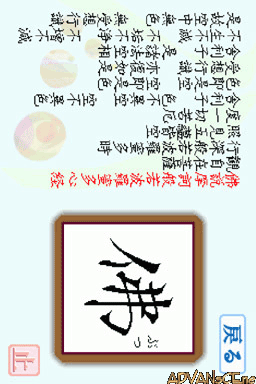 佛説摩訶般若波羅蜜多心経
観自在菩薩
行深般若波羅蜜多時
照見五蘊皆空
度一切苦厄
舎利子 色不異空 空不異色
色即是空 空即是色
受想行識 亦復如是
舎利子 是諸法空相
不生不滅 不垢不浄 不増不減
是故空中無色 無受想行識
佛
ぶっ
戻る
止
ADVANsCEne